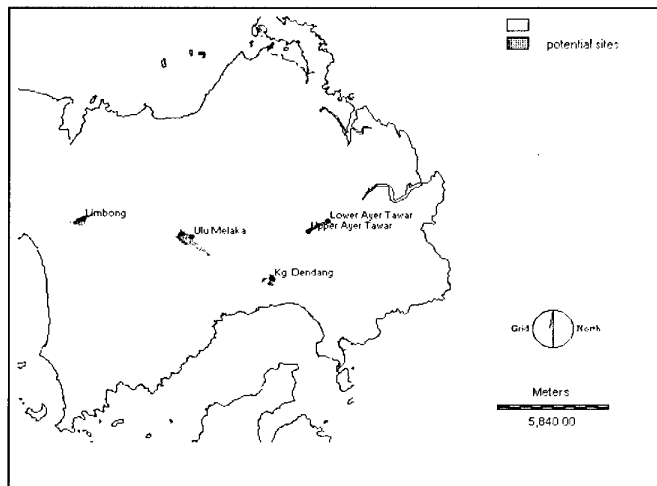 potential sites
Limbong
Lower Ayer Tawar
Upper Ayer Tawar
Ulu Melaka
Kg. Dendang
Grid North
Meters
5,840.00